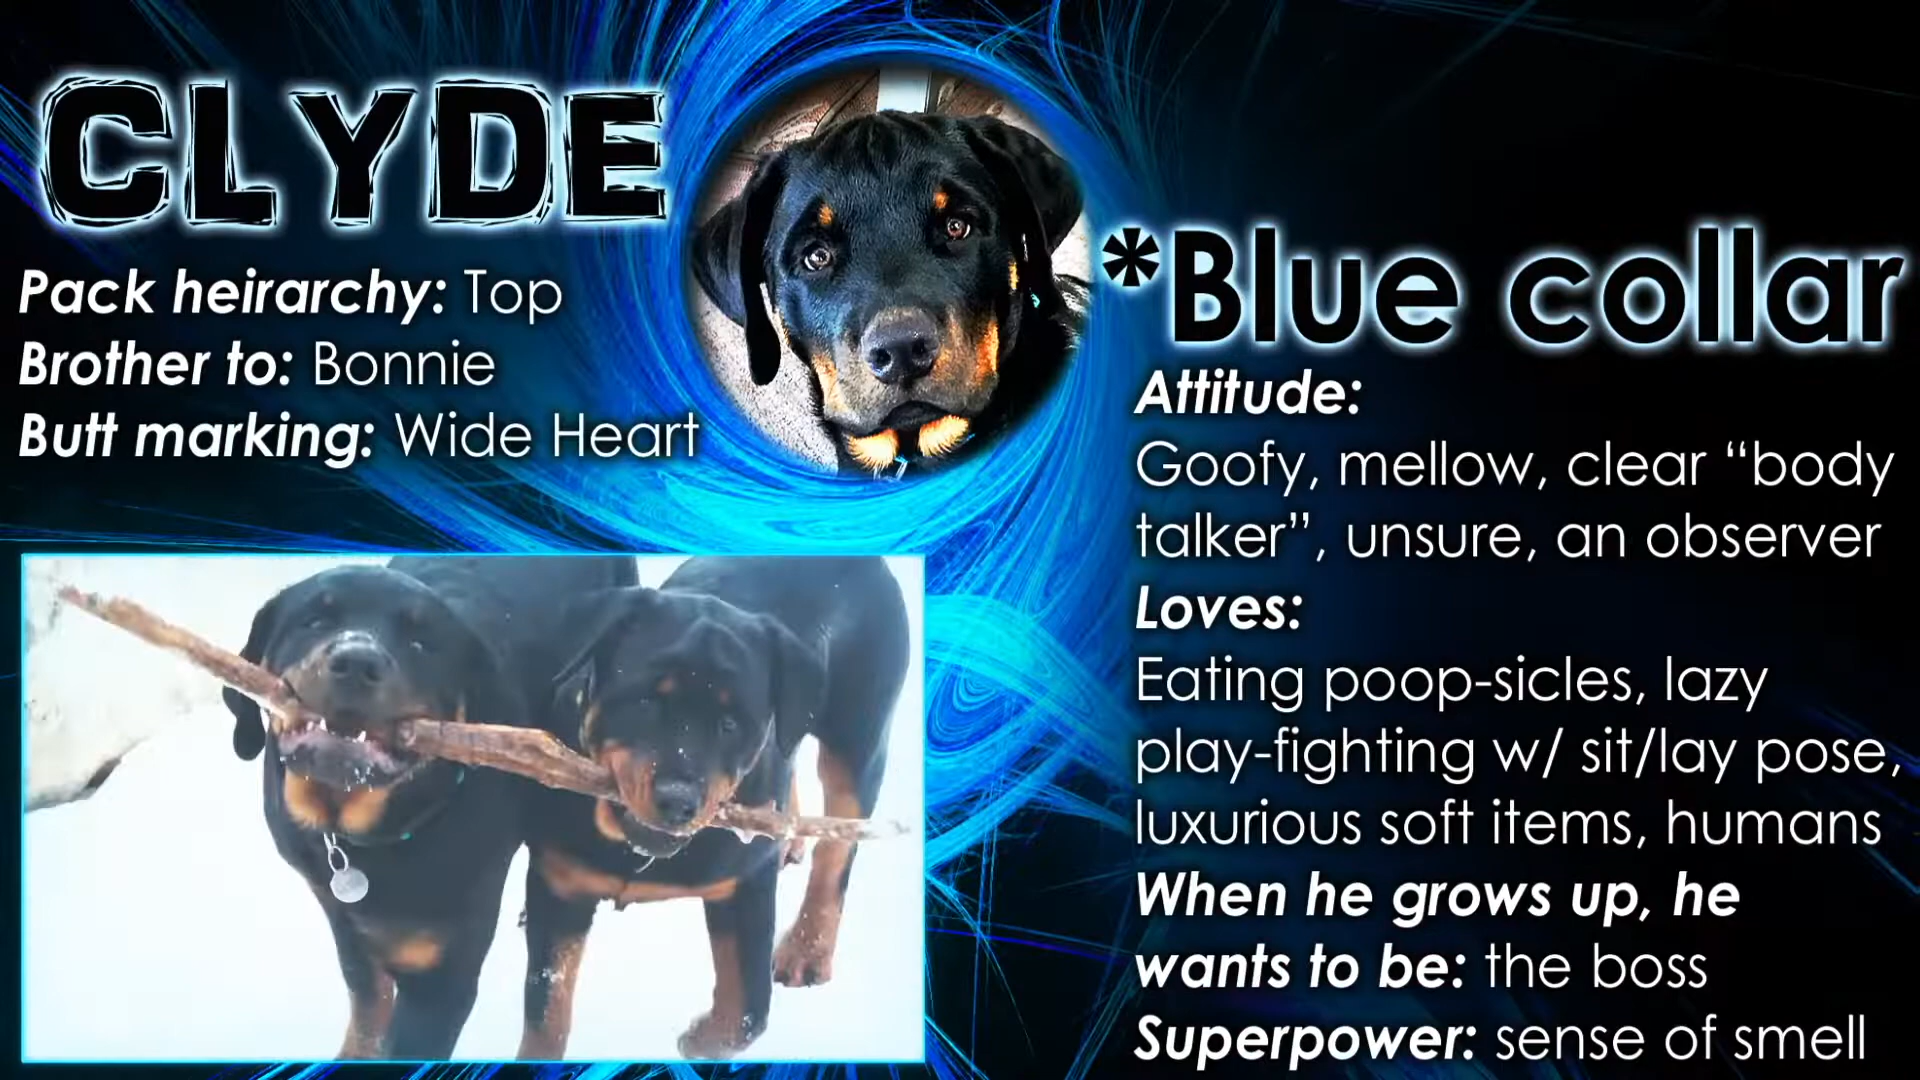 CLYDE
Pack heirarchy: Top
Brother to: Bonnie
Butt marking: Wide Heart
*Blue collar
Attitude:
Goofy, mellow, clear “body
talker”, unsure, an observer
Loves:
Eating poop-sicles, lazy
play-fighting w/ sit/lay pose,
luxurious soft items, humans
When he grows up, he
wants to be: the boss
Superpower: sense of smell